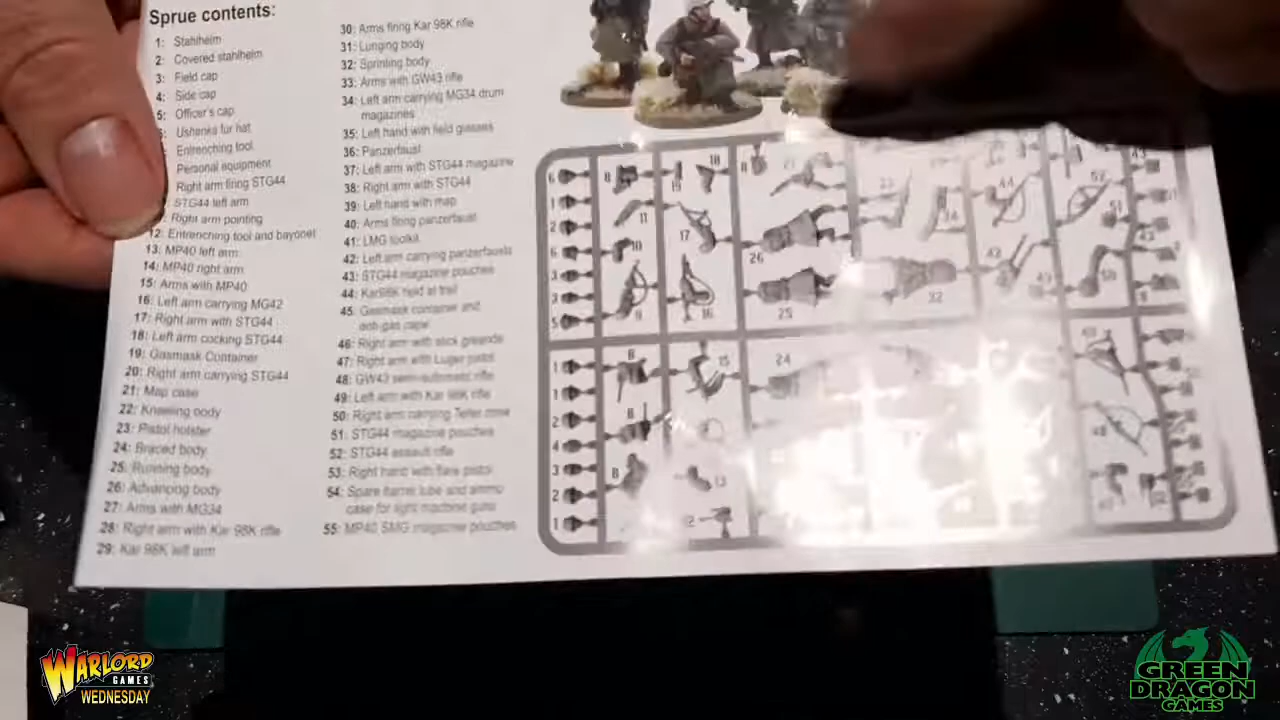 Sprue contents:
1: Stahlhelm
2: Covered stahlhelm
3: Field cap
4: Side cap
5: Officer's cap
Ushanka fur hat
Entrenching tool
Personal equipment
Right arm firing STG44
STG44 left arm
Right arm pointing
12: Entrenching tool and bayonet
13: MP40 left arm
14: MP40 right arm
15: Arms with MP40
16: Left arm carrying MG42
17: Right arm with STG44
18: Left arm cocking STG44
19: Gasmask Container
20: Right arm carrying STG44
21: Map case
22: Kneeling body
23: Pistol holster
24: Braced body
25: Running body
26: Advancing body
27: Arms with MG34
28: Right arm with Kar 98K rifle
29: Kar 98K left arm
30: Arms firing Kar 98K rifle
31: Lunging body
32: Sprinting body
33: Arms with GW43 rifle
34: Left arm carrying MG34 drum
magazines
35: Left hand with field glasses
36: Panzerfaust
37: Left arm with STG44 magazine
38: Right arm with STG44
39: Left hand with map
40: Arms firing panzerfaust
41: LMG toolkit
42: Left arm carrying panzerfausts
43: STG44 magazine pouches
44: Kar98K held at trail
45: Gasmask container and
anti-gas cape
46: Right arm with stick grenade
47: Right arm with Luger pistol
48: GW43 semi-automatic rifle
49: Left arm with Kar 98K rifle
50: Right arm carrying Teller mine
51: STG44 magazine pouches
52: STG44 assault rifle
53: Right hand with flare pistol
54: Spare barrel tube and ammo
case for light machine guns
55: MP40 SMG magazine pouches
WARLORD
GAMES
WEDNESDAY
GREEN
DRAGON
GAMES